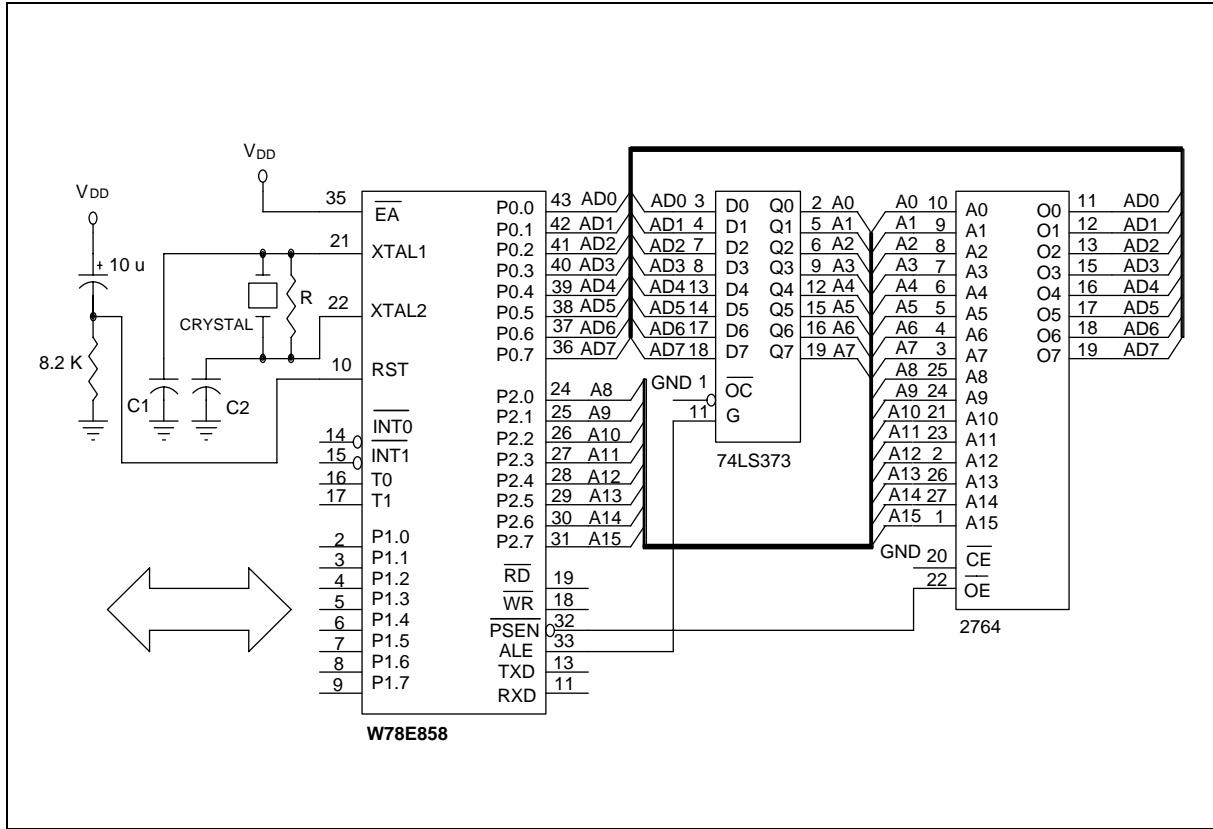 VDD
VDD
+ 10 u
8.2 K
C1
C2
CRYSTAL
R
35 EA
21 XTAL1
22 XTAL2
10 RST
14 INT0
15 INT1
16 T0
17 T1
2 P1.0
3 P1.1
4 P1.2
5 P1.3
6 P1.4
7 P1.5
8 P1.6
9 P1.7
P0.0 43 AD0
P0.1 42 AD1
P0.2 41 AD2
P0.3 40 AD3
P0.4 39 AD4
P0.5 38 AD5
P0.6 37 AD6
P0.7 36 AD7
P2.0 24 A8
P2.1 25 A9
P2.2 26 A10
P2.3 27 A11
P2.4 28 A12
P2.5 29 A13
P2.6 30 A14
P2.7 31 A15
RD 19
WR 18
PSEN 32
ALE 33
TXD 13
RXD 11
W78E858
AD0 3 D0 Q0 2 A0
AD1 4 D1 Q1 5 A1
AD2 7 D2 Q2 6 A2
AD3 8 D3 Q3 9 A3
AD4 13 D4 Q4 12 A4
AD5 14 D5 Q5 15 A5
AD6 17 D6 Q6 16 A6
AD7 18 D7 Q7 19 A7
GND 1 OC
11 G
74LS373
A0 10 A0 O0 11 AD0
A1 9 A1 O1 12 AD1
A2 8 A2 O2 13 AD2
A3 7 A3 O3 15 AD3
A4 6 A4 O4 16 AD4
A5 5 A5 O5 17 AD5
A6 4 A6 O6 18 AD6
A7 3 A7 O7 19 AD7
A8 25 A8
A9 24 A9
A10 21 A10
A11 23 A11
A12 2 A12
A13 26 A13
A14 27 A14
A15 1 A15
GND 20 CE
22 OE
2764